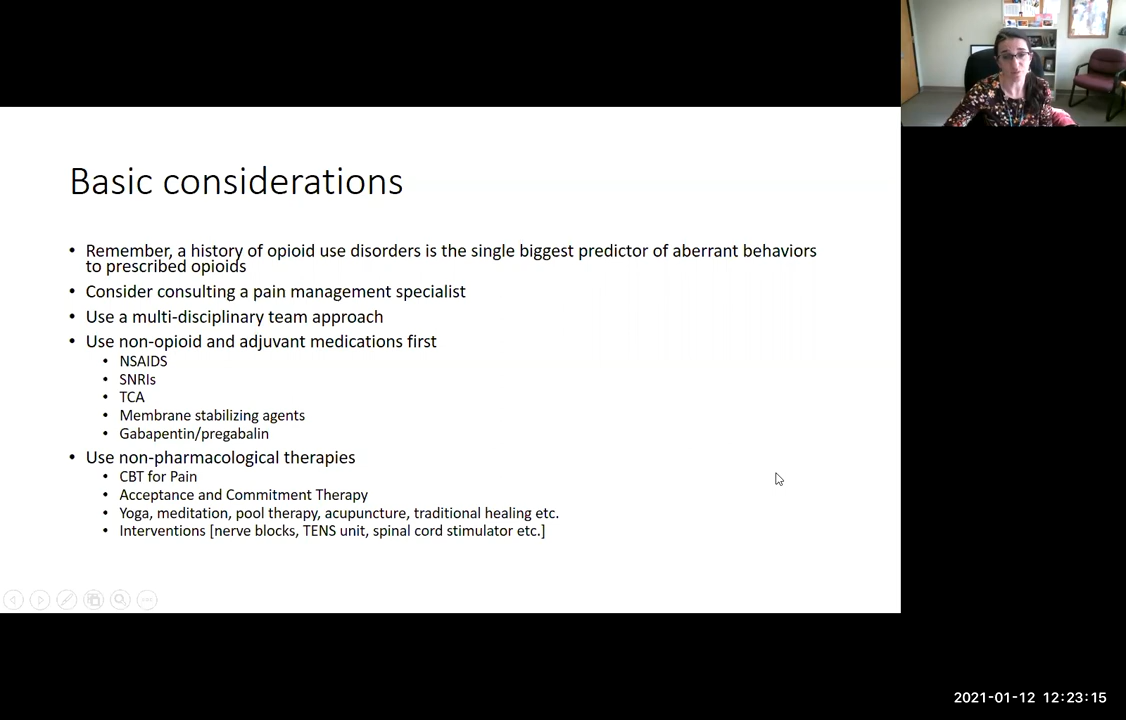 Basic considerations
• Remember, a history of opioid use disorders is the single biggest predictor of aberrant behaviors
to prescribed opioids
• Consider consulting a pain management specialist
• Use a multi-disciplinary team approach
• Use non-opioid and adjuvant medications first
• NSAIDS
• SNRIs
• TCA
• Membrane stabilizing agents
• Gabapentin/pregabalin
• Use non-pharmacological therapies
• CBT for Pain
• Acceptance and Commitment Therapy
• Yoga, meditation, pool therapy, acupuncture, traditional healing etc.
• Interventions [nerve blocks, TENS unit, spinal cord stimulator etc.]
2021-01-12 12:23:15